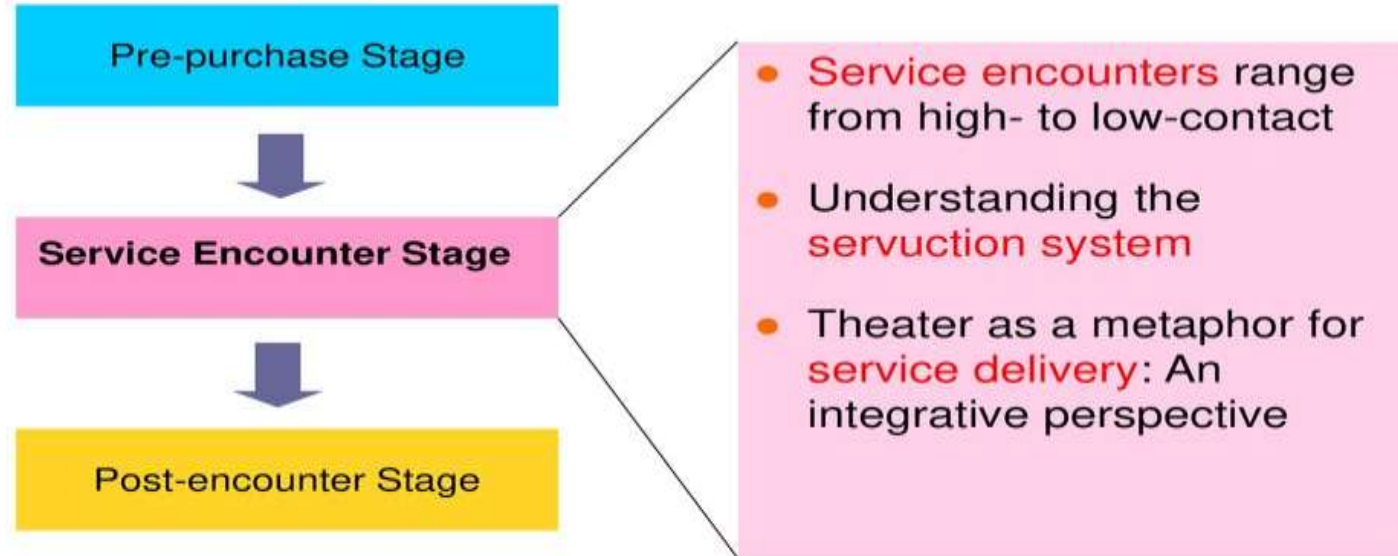 Pre-purchase Stage
Service Encounter Stage
Post-encounter Stage
• Service encounters range
from high- to low-contact
• Understanding the
servuction system
• Theater as a metaphor for
service delivery: An
integrative perspective